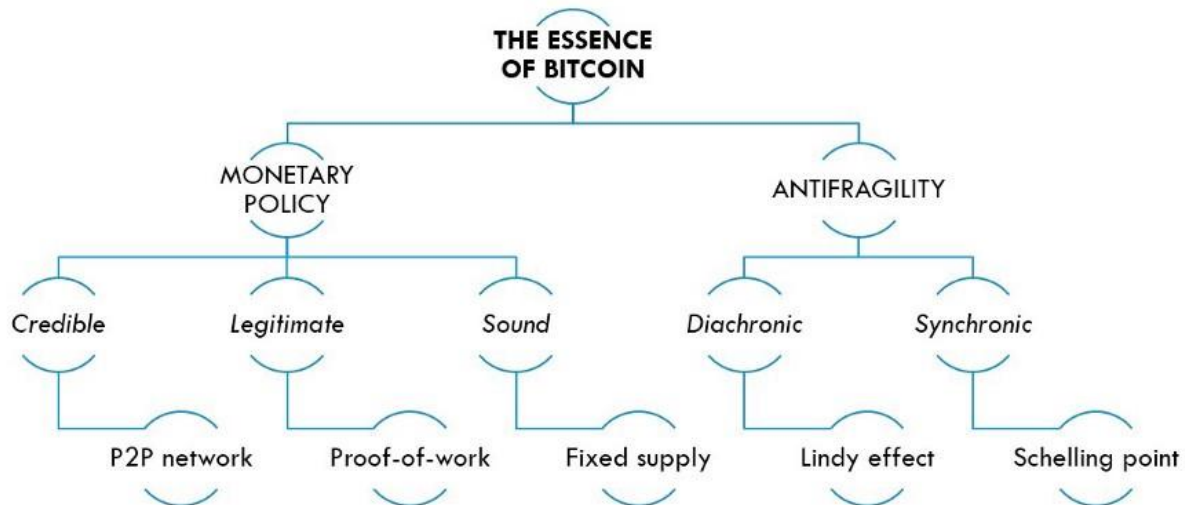 THE ESSENCE
OF BITCOIN
MONETARY
POLICY
ANTIFRAGILITY
Credible
Legitimate
Sound
Diachronic
Synchronic
P2P network
Proof-of-work
Fixed supply
Lindy effect
Schelling point